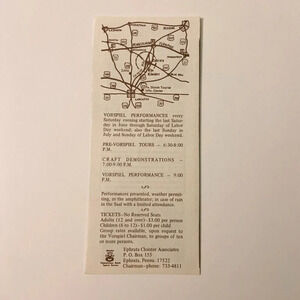 VORSPIEL PERFORMANCES every
Saturday evening starting the last Satur-
day in June through Saturday of Labor
Day weekend, also the last Sunday in
July and Sunday of Labor Day weekend.
PRE-VORSPIEL TOURS — 6:30-8:00
P.M.
CRAFT DEMONSTRATIONS —
7:00-9:00 P.M.
VORSPIEL PERFORMANCE — 9:00
P.M.
Performances presented, weather permit-
ting, in the amphitheater; in case of rain
in the Saal with a limited attendance.
TICKETS—No Reserved Seats
Adults (12 and over)—$3.00 per person
Children (6 to 12)—$1.00 per child
Group rates available, upon request to
the Vorspiel Chairman, to groups of ten
or more persons.
Ephrata Cloister Associates
P. O. Box 155
Ephrata, Penna. 17522
Chairman-phone: 733-4811